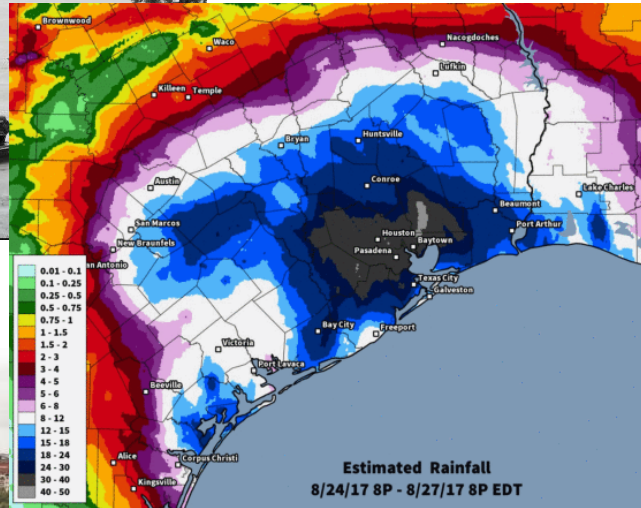 Brownwood
Waco
Nacogdoches
Lufkin
Killeen
Temple
Bryan
Huntsville
Austin
Conroe
Lake Charles
San Marcos
Beaumont
New Braunfels
Houston
Port Arthur
Pasadena
Baytown
an Antonio
Texas City
Galveston
Bay City
Freeport
Victoria
Port Lavaca
Beeville
Alice
Corpus Christi
Kingsville
0.01 - 0.1
0.1 - 0.25
0.25 - 0.5
0.5 - 0.75
0.75 - 1
1 - 1.5
1.5 - 2
2 - 3
3 - 4
4 - 5
5 - 6
6 - 8
8 - 12
12 - 15
15 - 18
18 - 24
24 - 30
30 - 40
40 - 50
Estimated Rainfall
8/24/17 8P - 8/27/17 8P EDT